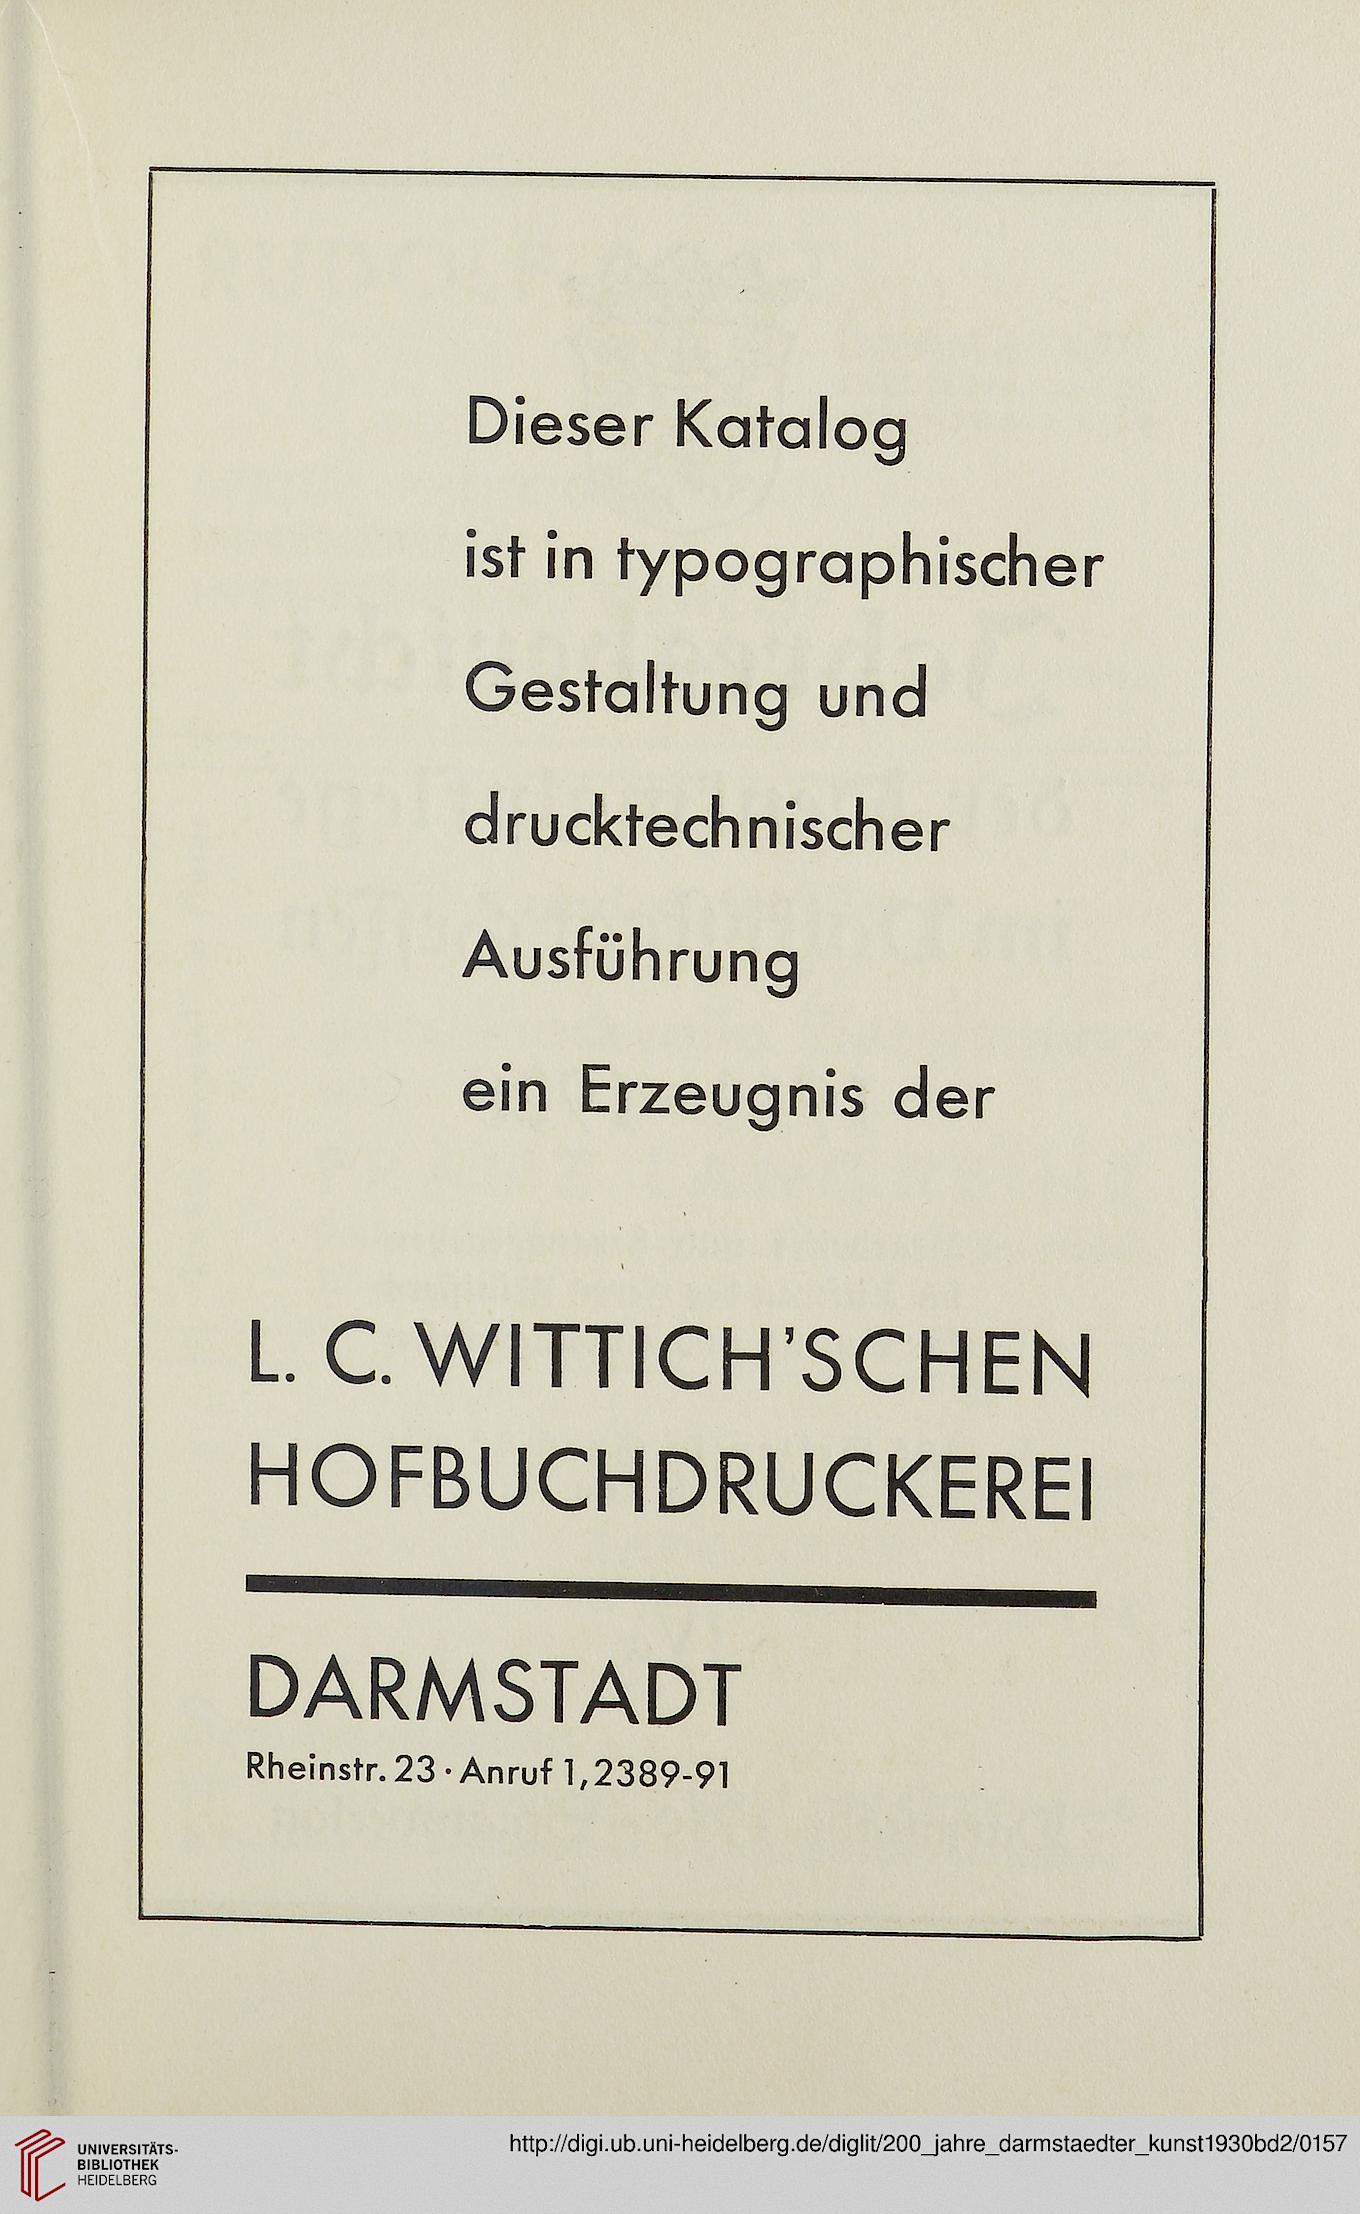 Dieser Katalog
ist in typographischer
Gestaltung und
drucktechnischer
Ausführung
ein Erzeugnis der
L. C. WITTICH'SCHEN
HOFBUCHDRUCKEREI
DARMSTADT
Rheinstr. 23 · Anruf 1, 2389-91
UNIVERSITÄTS-
BIBLIOTHEK
HEIDELBERG
http://digi.ub.uni-heidelberg.de/diglit/200_jahre_darmstaedter_kunst1930bd2/0157